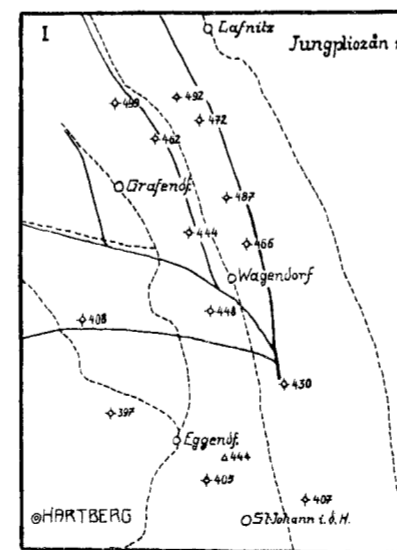 I
Lafnitz
Jungpliozän
492
472
462
Grafendf.
487
444
466
Wagendorf
448
408
430
397
Eggendf.
444
405
407
HARTBERG
St.Johann i.d.H.